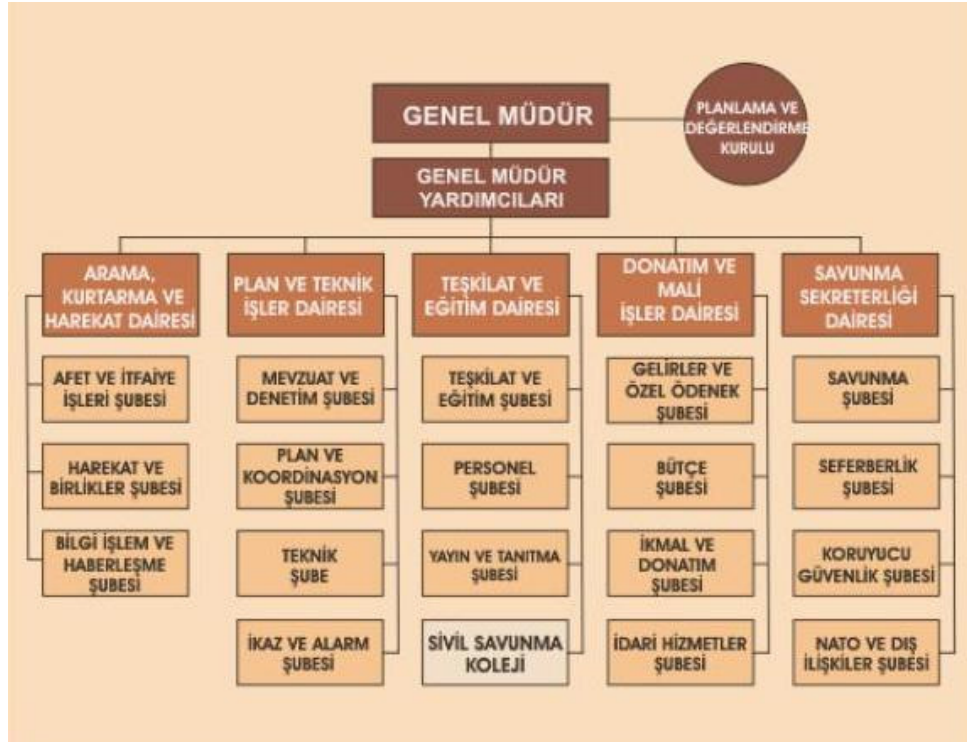 GENEL MÜDÜR
PLANLAMA VE
DEĞERLENDİRME
KURULU
GENEL MÜDÜR
YARDIMCILARI
ARAMA,
KURTARMA VE
HAREKAT DAİRESİ
AFET VE İTFAİYE
İŞLERİ ŞUBESİ
HAREKAT VE
BİRLİKLER ŞUBESİ
BİLGİ İŞLEM VE
HABERLEŞME
ŞUBESİ
PLAN VE TEKNİK
İŞLER DAİRESİ
MEVZUAT VE
DENETİM ŞUBESİ
PLAN VE
KOORDİNASYON
ŞUBESİ
TEKNİK
ŞUBE
İKAZ VE ALARM
ŞUBESİ
TEŞKİLAT VE
EĞİTİM DAİRESİ
TEŞKİLAT VE
EĞİTİM ŞUBESİ
PERSONEL
ŞUBESİ
YAYIN VE TANITMA
ŞUBESİ
SİVİL SAVUNMA
KOLEJİ
DONATIM VE
MALİ
İŞLER DAİRESİ
GELİRLER VE
ÖZEL ÖDENEK
ŞUBESİ
BÜTÇE
ŞUBESİ
İKMAL VE
DONATIM
ŞUBESİ
İDARİ HİZMETLER
ŞUBESİ
SAVUNMA
SEKRETERLİĞİ
DAİRESİ
SAVUNMA
ŞUBESİ
SEFERBERLİK
ŞUBESİ
KORUYUCU
GÜVENLİK ŞUBESİ
NATO VE DIŞ
İLİŞKİLER ŞUBESİ